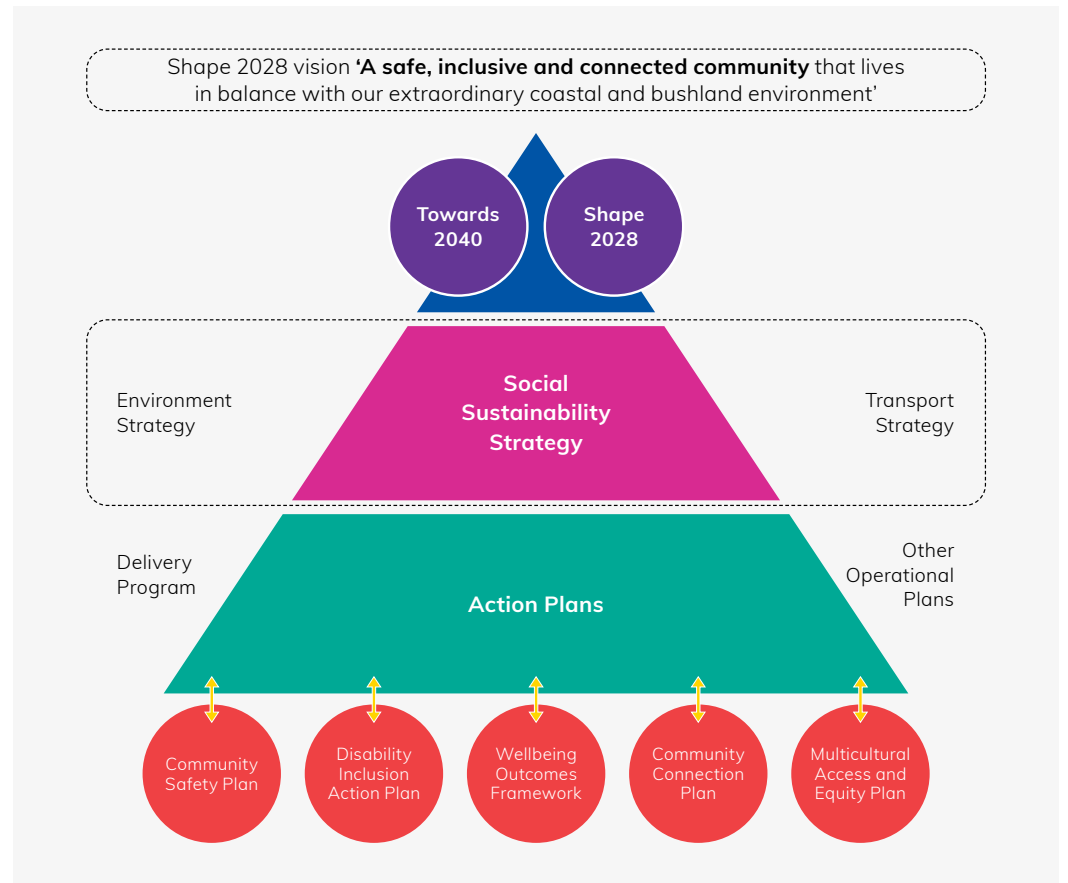 Shape 2028 vision ‘A safe, inclusive and connected community that lives
in balance with our extraordinary coastal and bushland environment’
Towards
2040
Shape
2028
Environment
Strategy
Social
Sustainability
Strategy
Transport
Strategy
Delivery
Program
Action Plans
Other
Operational
Plans
Community
Safety Plan
Disability
Inclusion
Action Plan
Wellbeing
Outcomes
Framework
Community
Connection
Plan
Multicultural
Access and
Equity Plan